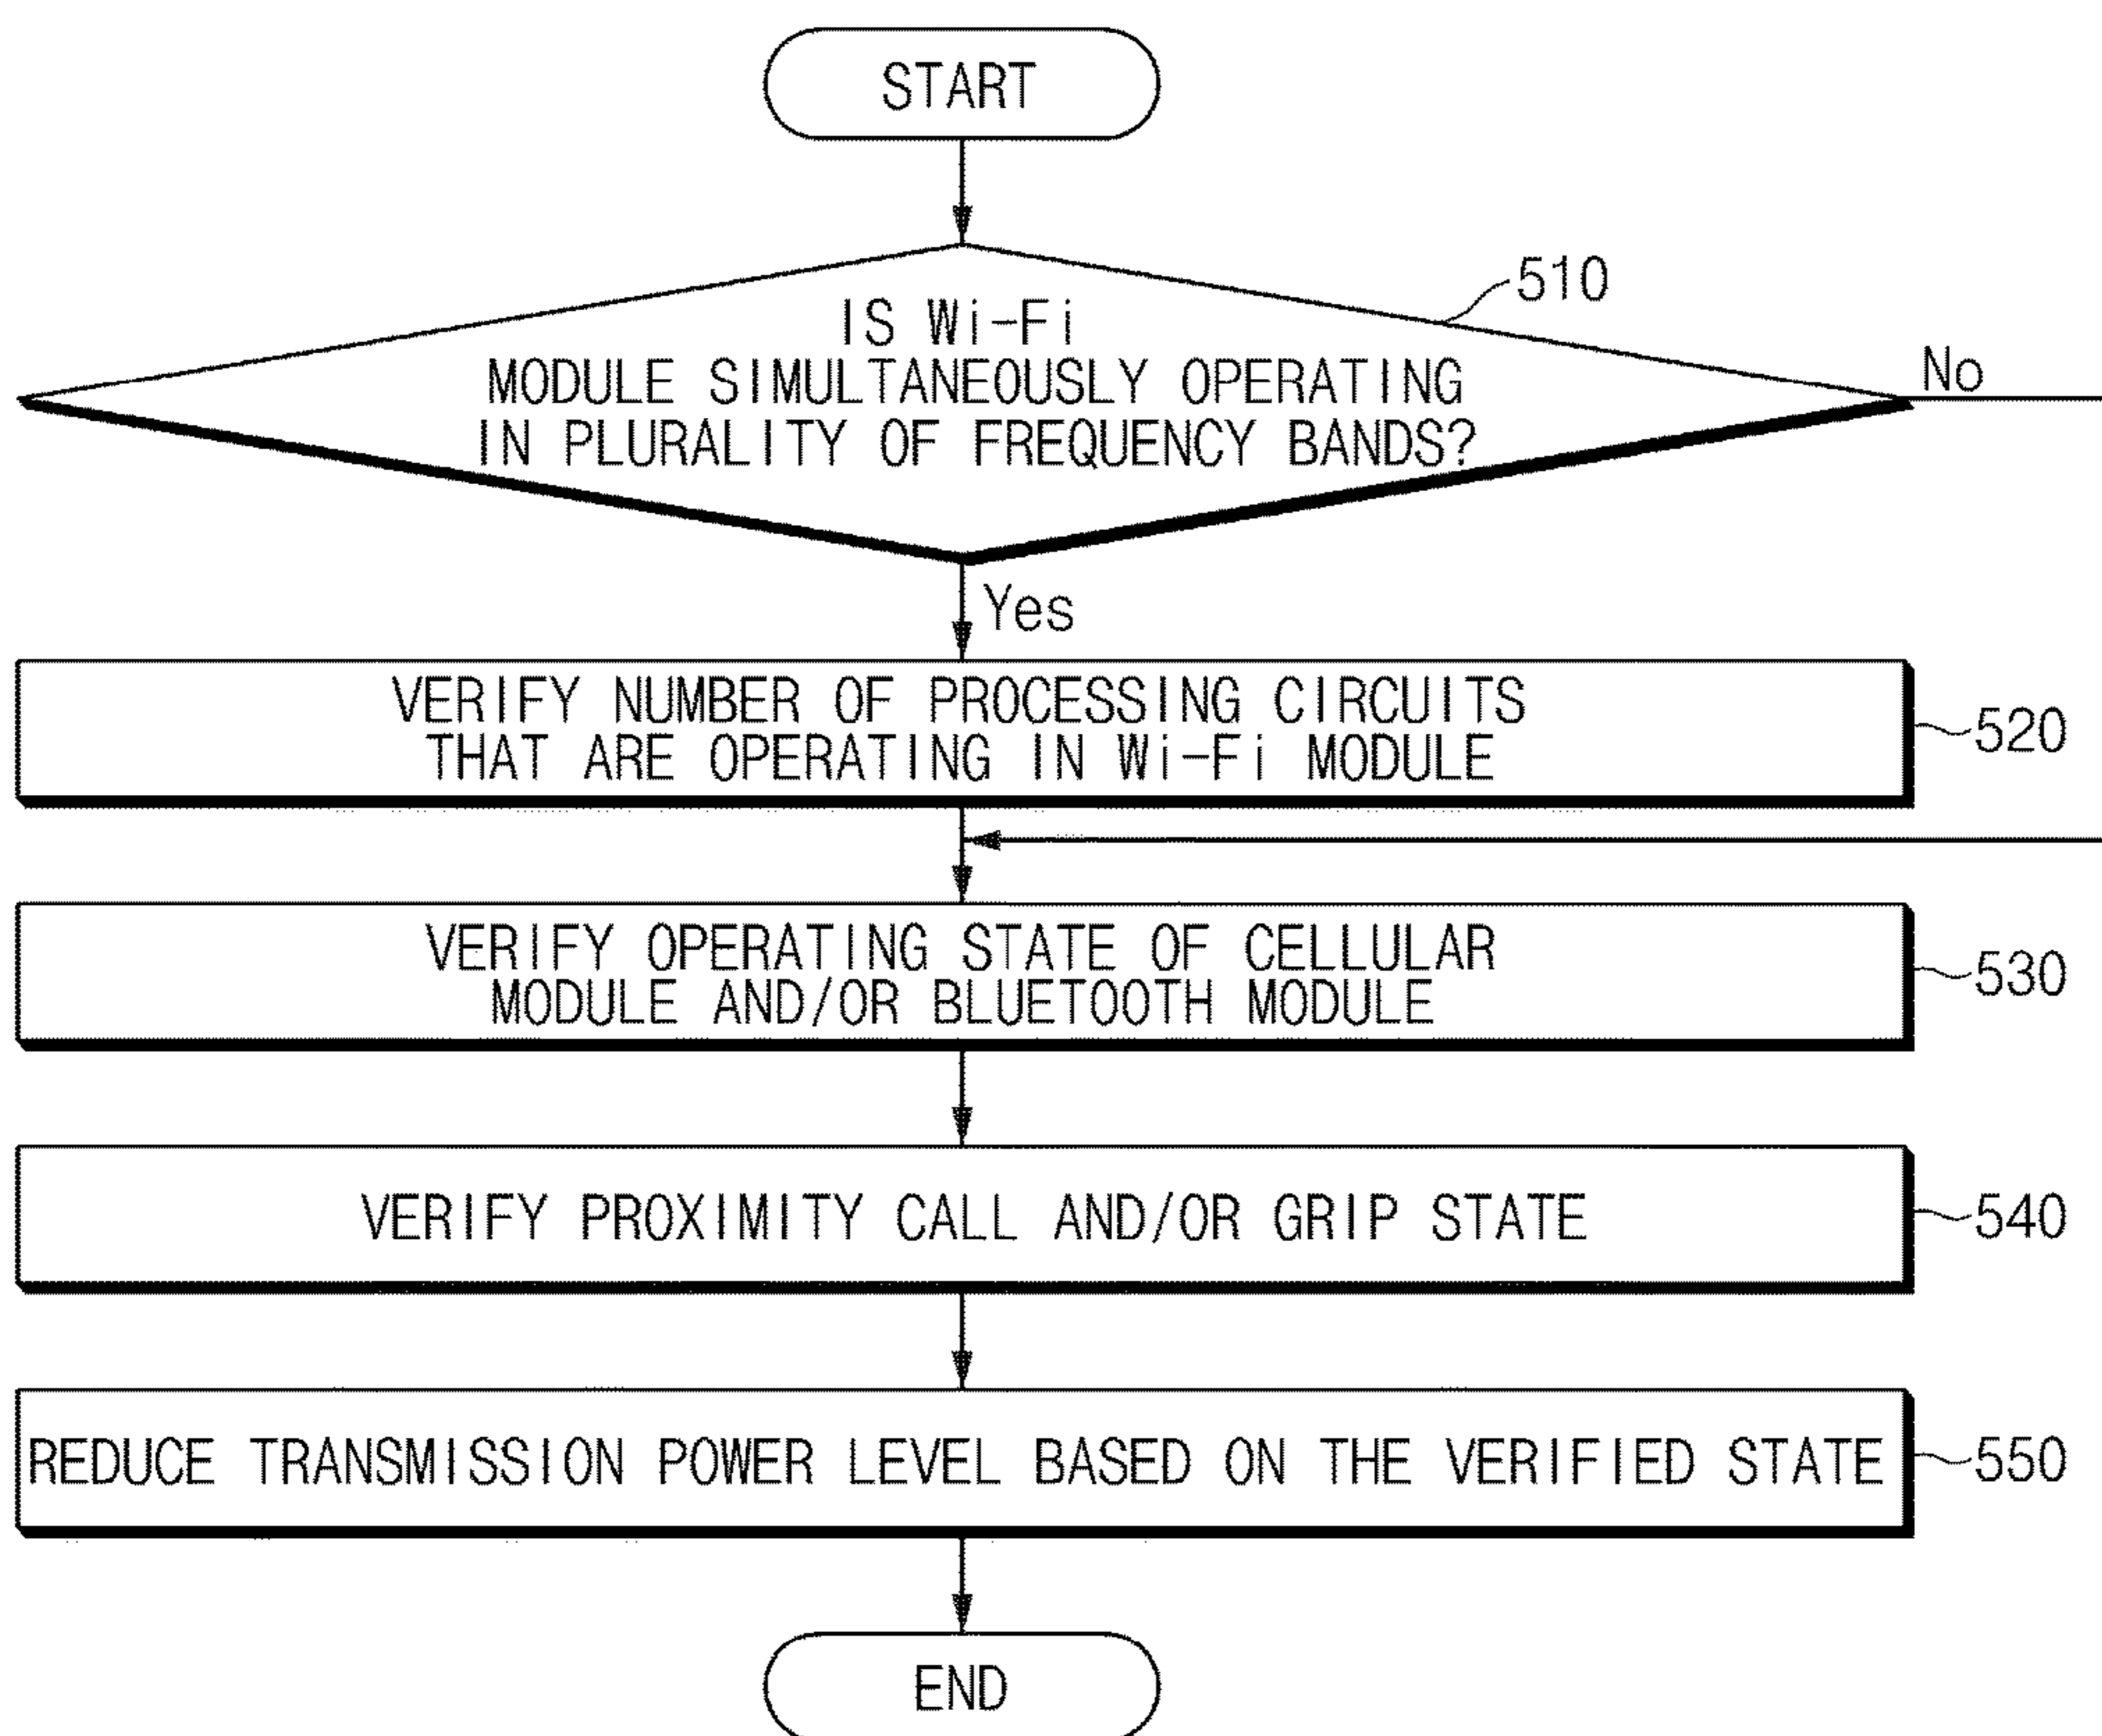 START
510
IS Wi-Fi
MODULE SIMULTANEOUSLY OPERATING
IN PLURALITY OF FREQUENCY BANDS?
No
Yes
VERIFY NUMBER OF PROCESSING CIRCUITS
THAT ARE OPERATING IN Wi-Fi MODULE
520
VERIFY OPERATING STATE OF CELLULAR
MODULE AND/OR BLUETOOTH MODULE
530
VERIFY PROXIMITY CALL AND/OR GRIP STATE
540
REDUCE TRANSMISSION POWER LEVEL BASED ON THE VERIFIED STATE
550
END